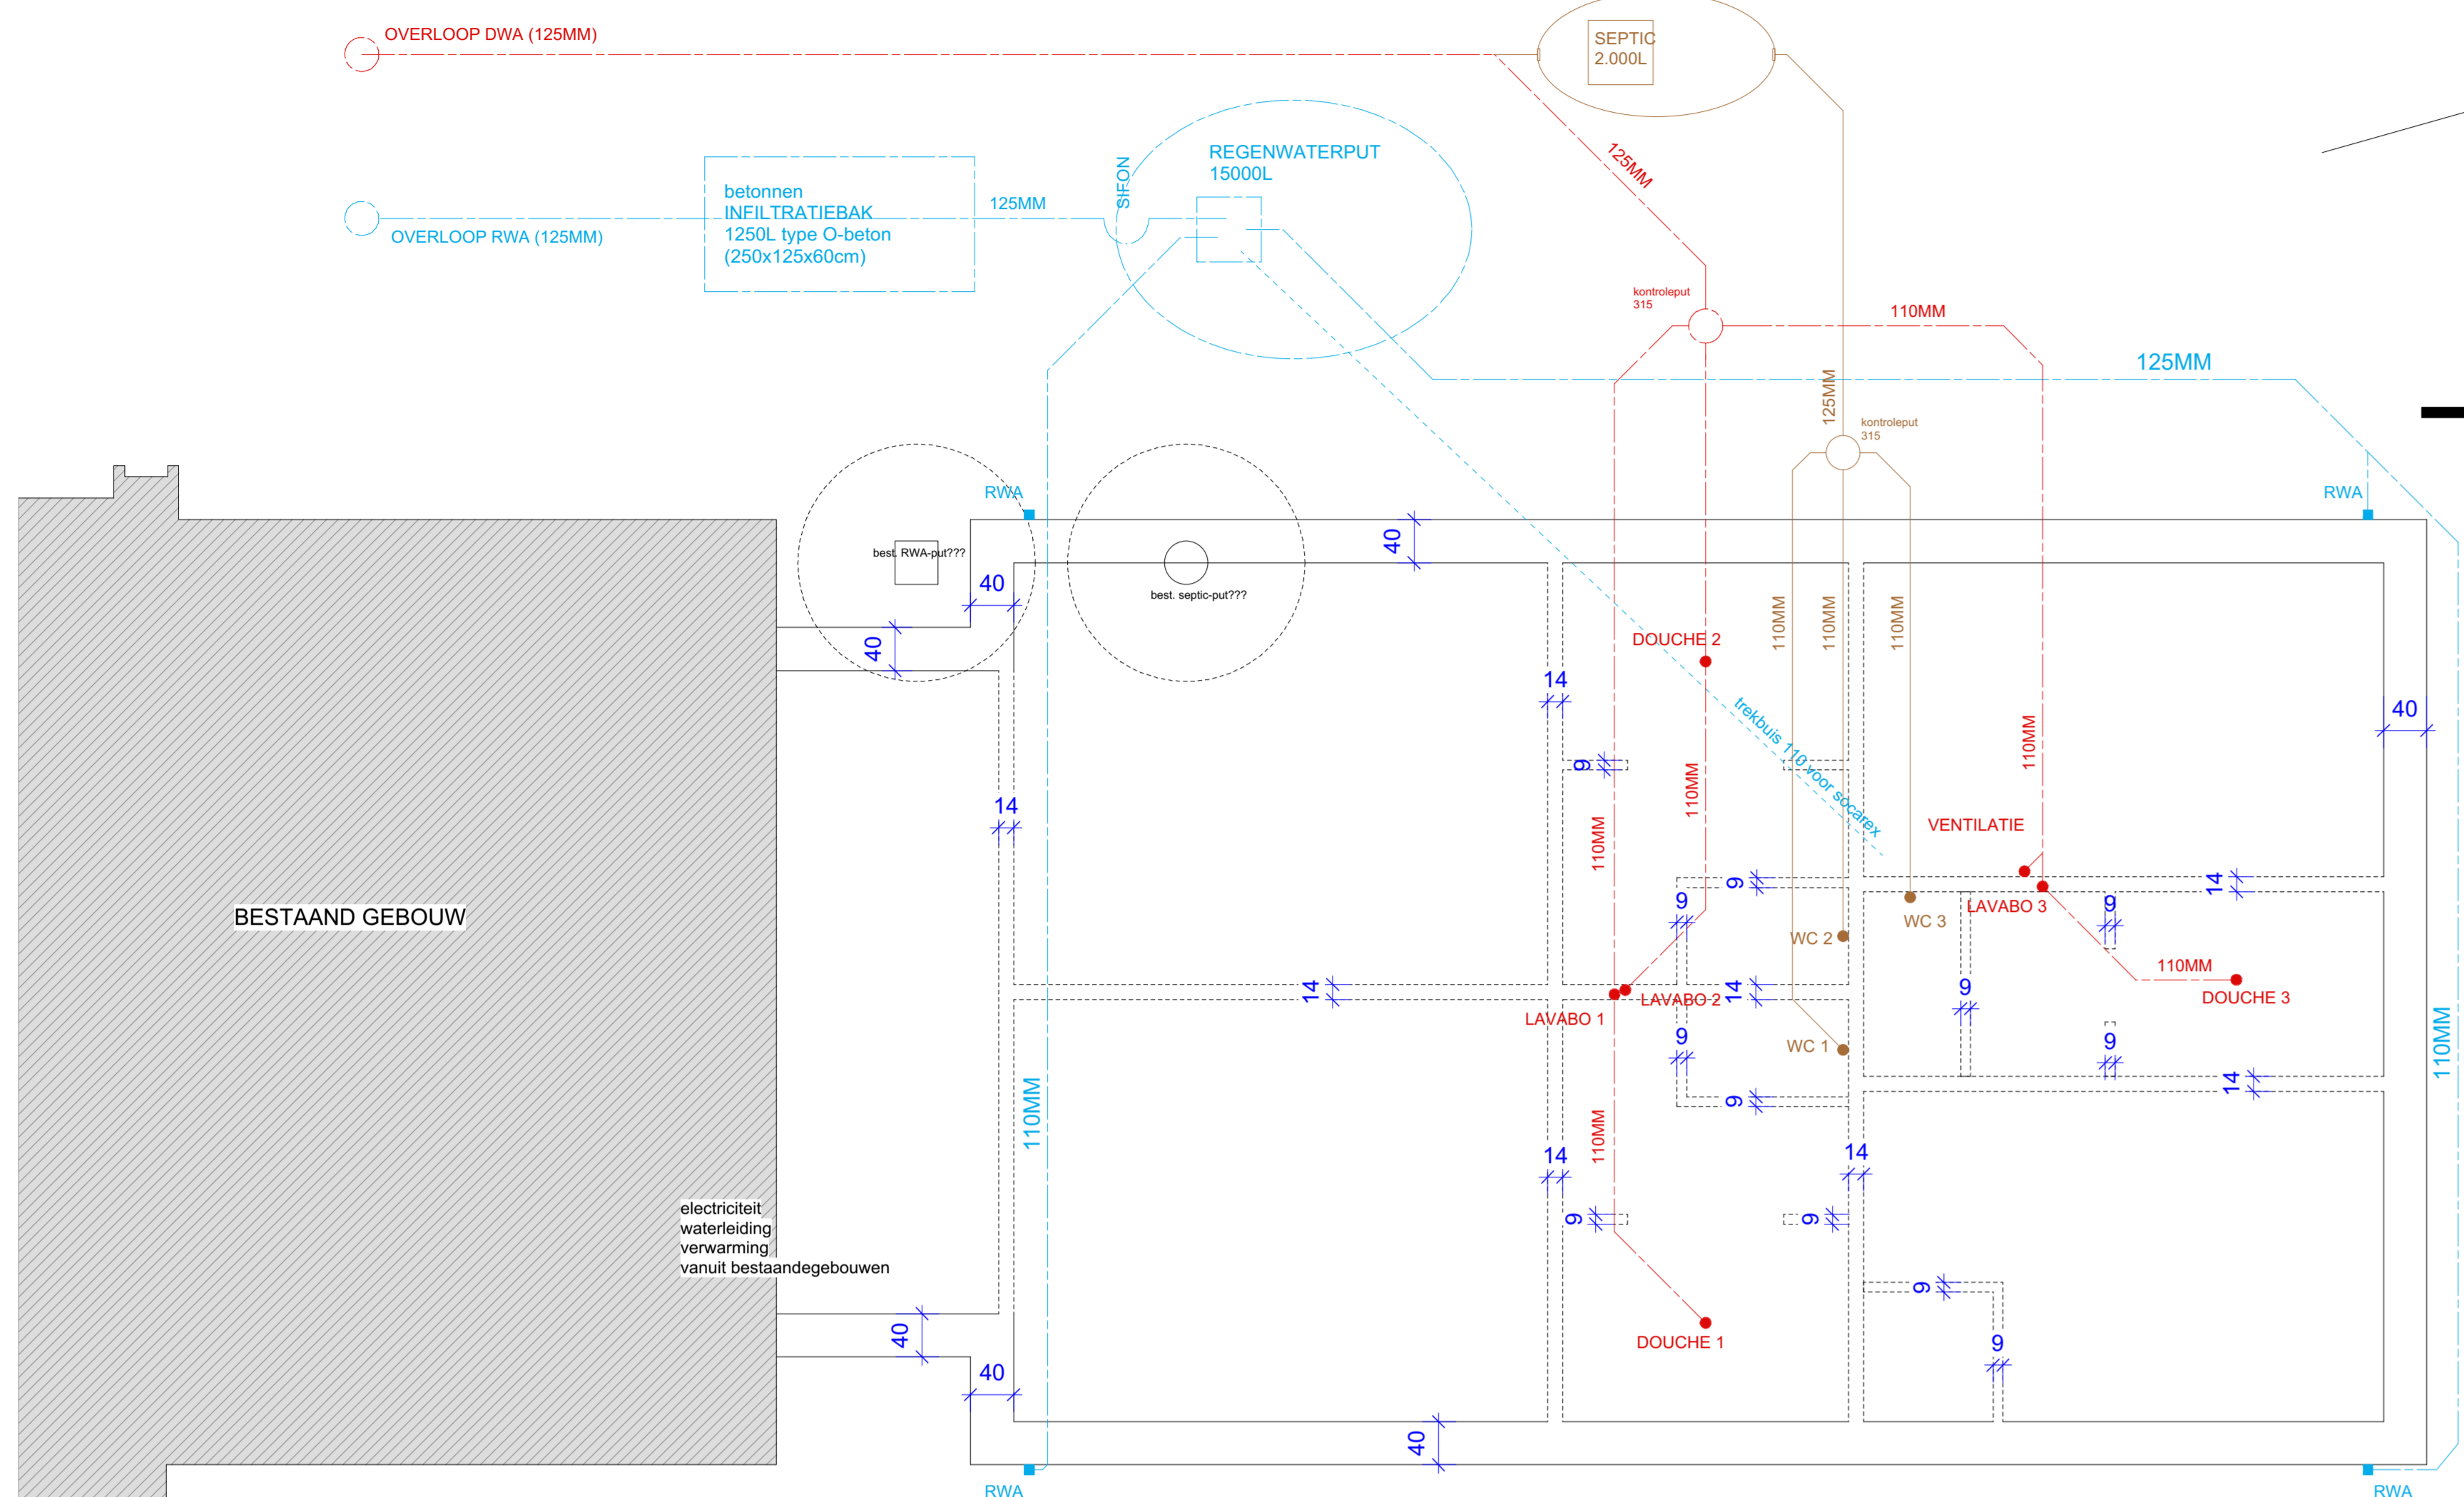 OVERLOOP DWA (125MM)
SEPTIC
2.000L
125MM
SIFON
REGENWATERPUT
15000L
betonnen
INFILTRATIEBAK
1250L type O-beton
(250x125x60cm)
125MM
OVERLOOP RWA (125MM)
kontroleput
315
110MM
125MM
125MM
kontroleput
315
RWA
RWA
40
best. RWA-put???
40
best. septic-put???
40
110MM
110MM
110MM
DOUCHE 2
14
40
trekbuis 110 voor socarex
110MM
9
110MM
14
110MM
VENTILATIE
9
14
9
9
LAVABO 3
WC 3
BESTAAND GEBOUW
WC 2
110MM
14
14
9
LAVABO 2
DOUCHE 3
LAVABO 1
9
WC 1
9
110MM
14
9
110MM
110MM
14
14
electriciteit
waterleiding
verwarming
vanuit bestaandegebouwen
9
9
9
40
DOUCHE 1
9
40
40
RWA
RWA